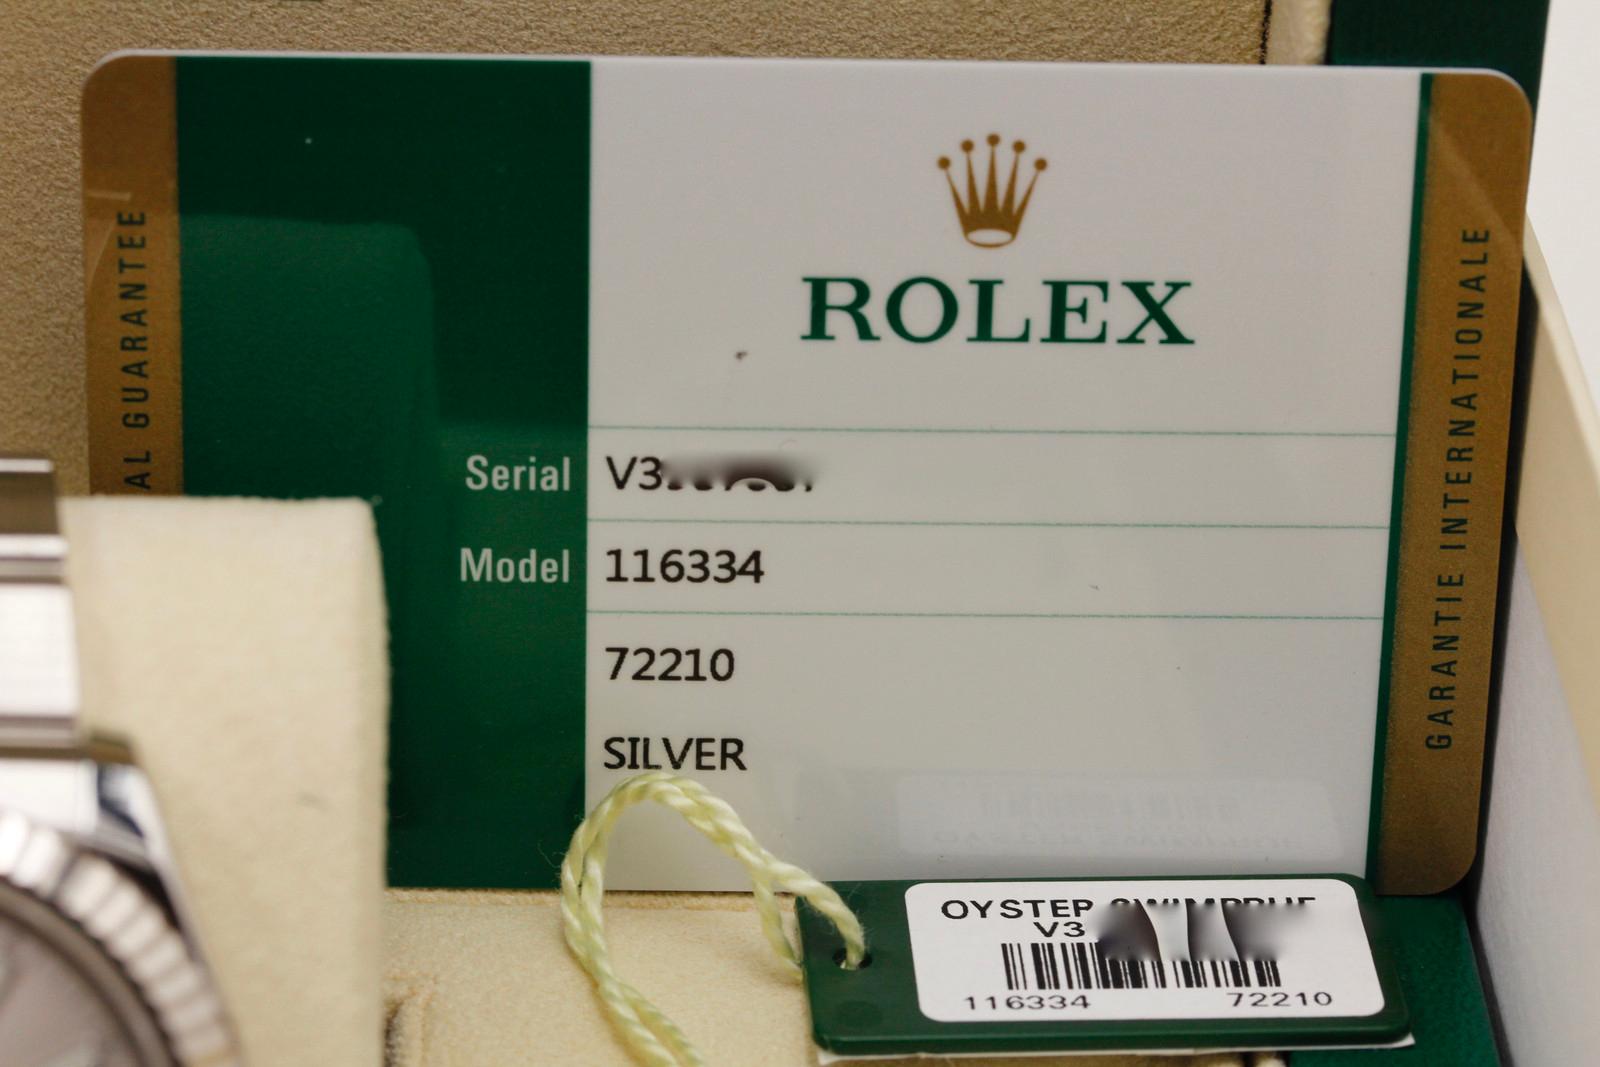 ROLEX
AL GUARANTEE
GARANTIE INTERNATIONALE
Serial V3
Model 116334
72210
SILVER
V3
116334 72210